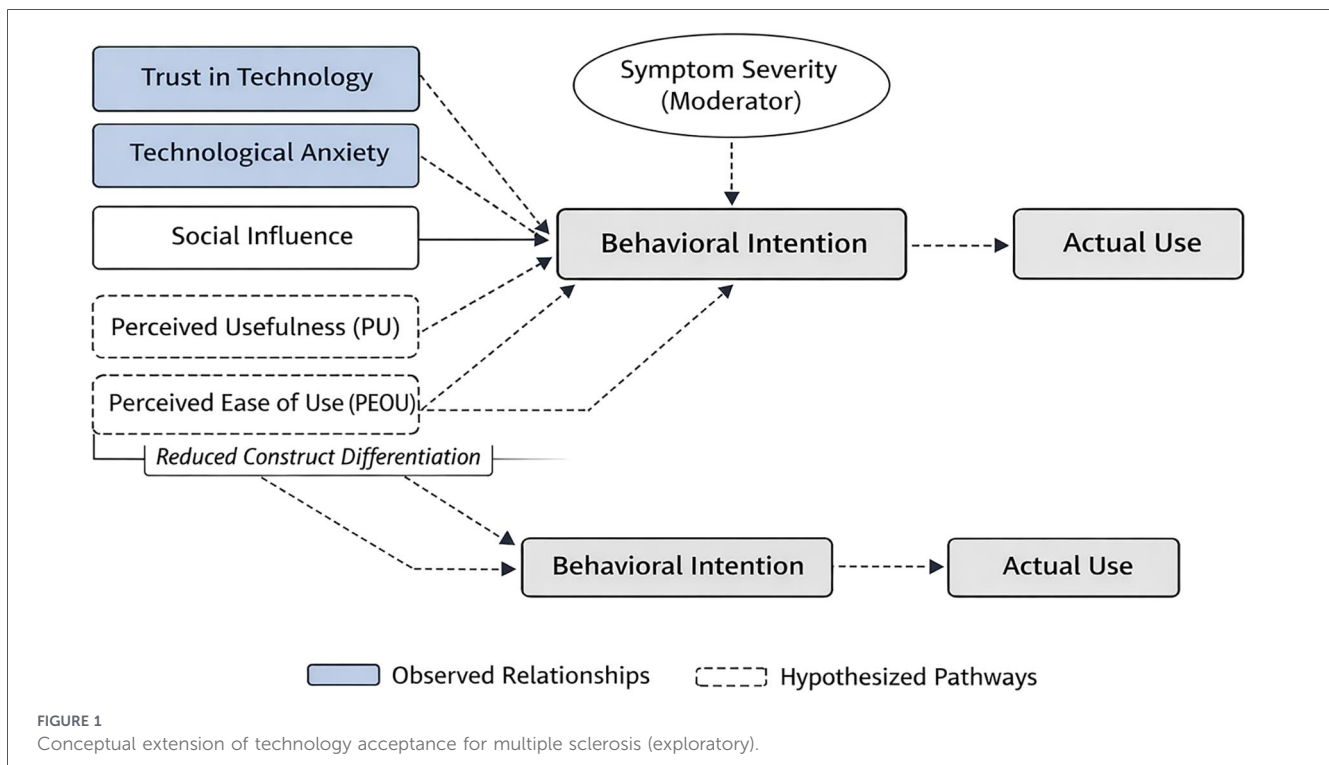 Trust in Technology
Symptom Severity
(Moderator)
Technological Anxiety
Social Influence
Behavioral Intention
Actual Use
Perceived Usefulness (PU)
Perceived Ease of Use (PEOU)
Reduced Construct Differentiation
Behavioral Intention
Actual Use
Observed Relationships
Hypothesized Pathways
FIGURE 1
Conceptual extension of technology acceptance for multiple sclerosis (exploratory).